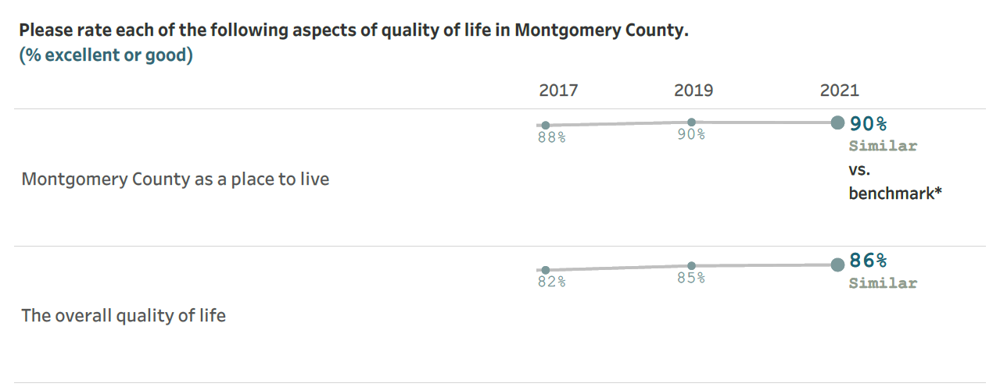 Please rate each of the following aspects of quality of life in Montgomery County.
(% excellent or good)
2017 2019 2021
88% 90% 90%
Similar
vs.
benchmark*
Montgomery County as a place to live
82% 85% 86%
Similar
The overall quality of life